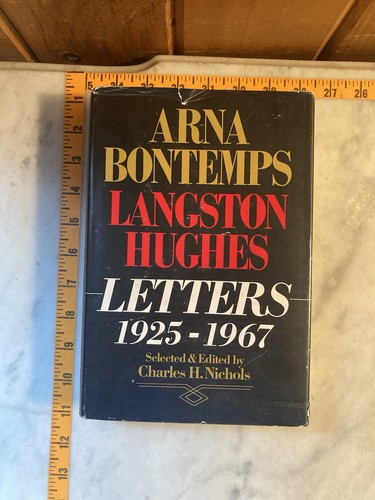 ARNA
BONTEMPS
LANGSTON
HUGHES
LETTERS
1925-1967
Selected & Edited by
Charles H. Nichols